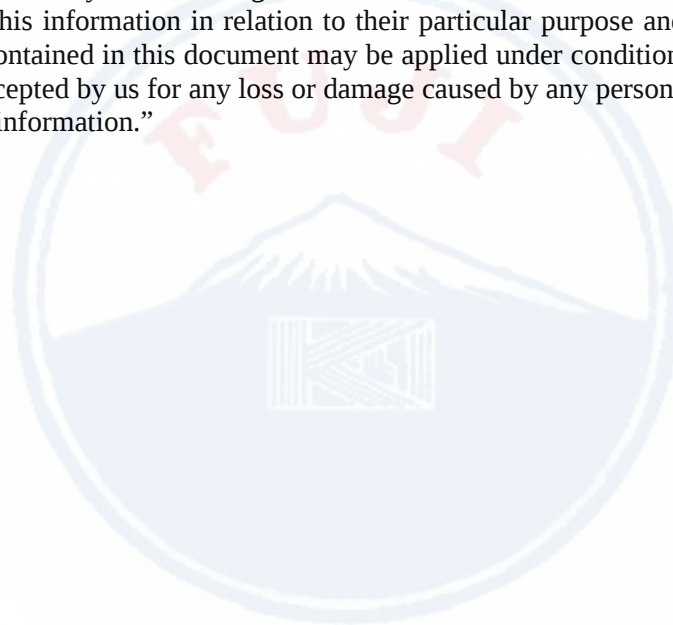 this information in relation to their particular purpose and
ontained in this document may be applied under condition
cepted by us for any loss or damage caused by any person
information.”
FUJI